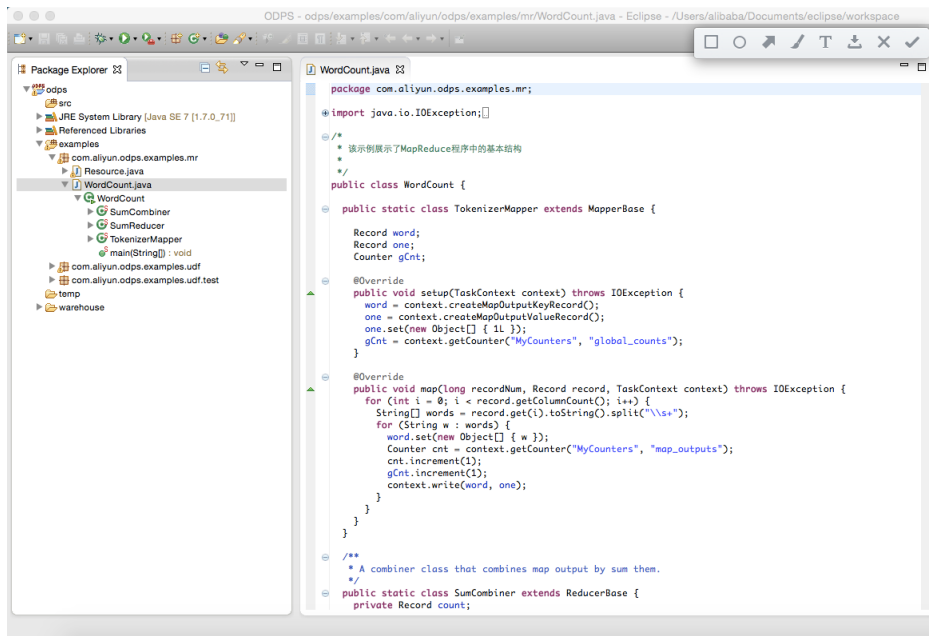 ODPS - odps/examples/com/aliyun/odps/examples/mr/WordCount.java - Eclipse - /Users/alibaba/Documents/eclipse/workspace
T
Package Explorer
odps
src
JRE System Library [Java SE 7 [1.7.0_71]]
Referenced Libraries
examples
com.aliyun.odps.examples.mr
Resource.java
WordCount.java
WordCount
SumCombiner
SumReducer
TokenizerMapper
main(String[]) : void
com.aliyun.odps.examples.udf
com.aliyun.odps.examples.udf.test
temp
warehouse
WordCount.java
package com.aliyun.odps.examples.mr;
import java.io.IOException;
/*
* 该示例展示了MapReduce程序中的基本结构
*
*/
public class WordCount {
public static class TokenizerMapper extends MapperBase {
Record word;
Record one;
Counter gCnt;
@Override
public void setup(TaskContext context) throws IOException {
word = context.createMapOutputKeyRecord();
one = context.createMapOutputValueRecord();
one.set(new Object[] { 1L });
gCnt = context.getCounter("MyCounters", "global_counts");
}
@Override
public void map(long recordNum, Record record, TaskContext context) throws IOException {
for (int i = 0; i < record.getColumnCount(); i++) {
String[] words = record.get(i).toString().split("\\s+");
for (String w : words) {
word.set(new Object[] { w });
Counter cnt = context.getCounter("MyCounters", "map_outputs");
cnt.increment(1);
gCnt.increment(1);
context.write(word, one);
}
}
}
}
/**
* A combiner class that combines map output by sum them.
*/
public static class SumCombiner extends ReducerBase {
private Record count;